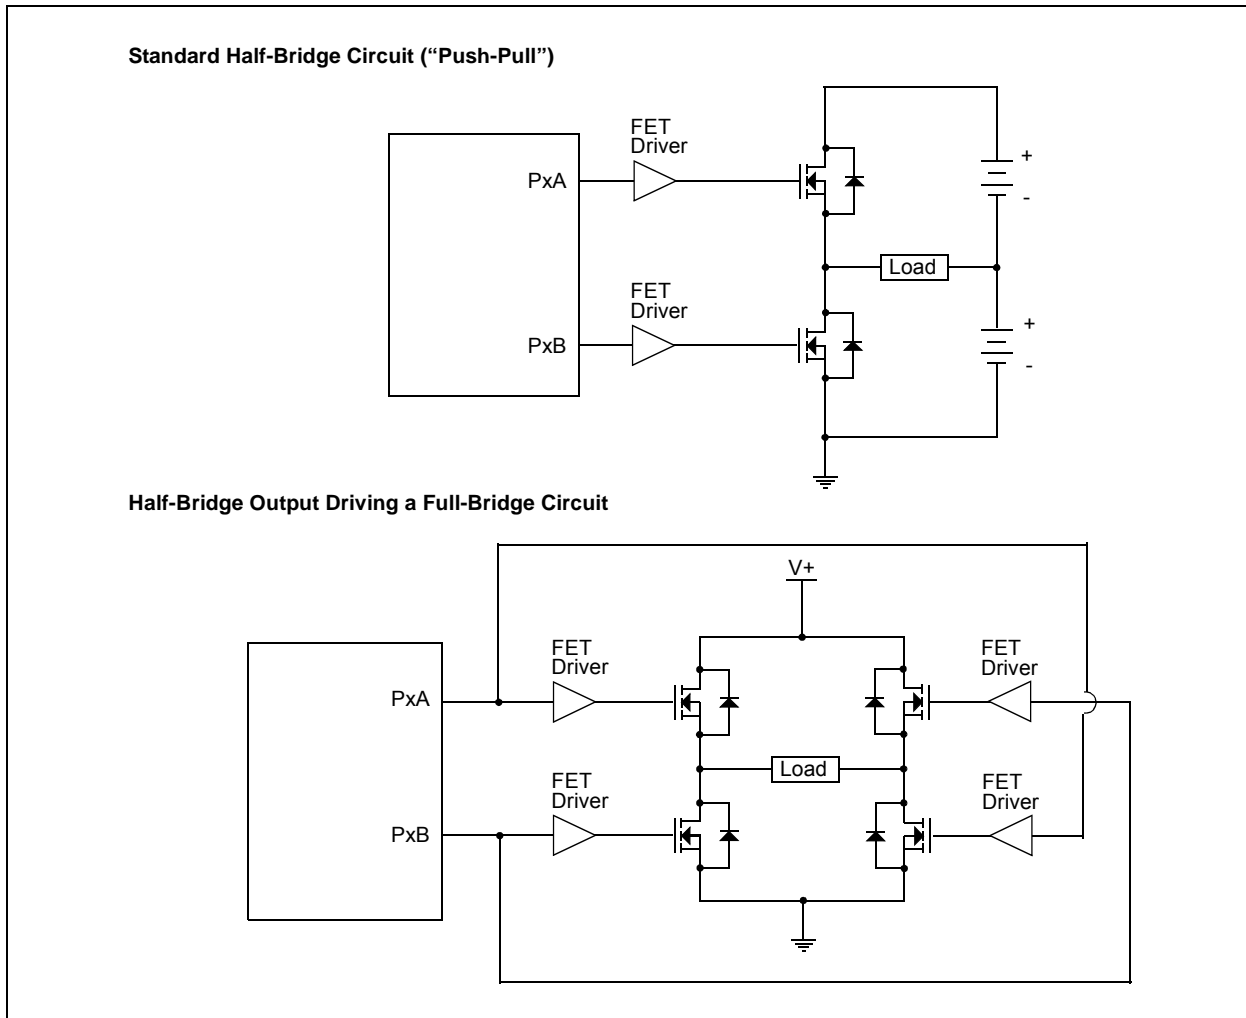 Standard Half-Bridge Circuit (“Push-Pull”)
FET
Driver
PxA
+
-
Load
FET
Driver
PxB
+
-
Half-Bridge Output Driving a Full-Bridge Circuit
V+
FET
Driver
FET
Driver
PxA
Load
FET
Driver
FET
Driver
PxB